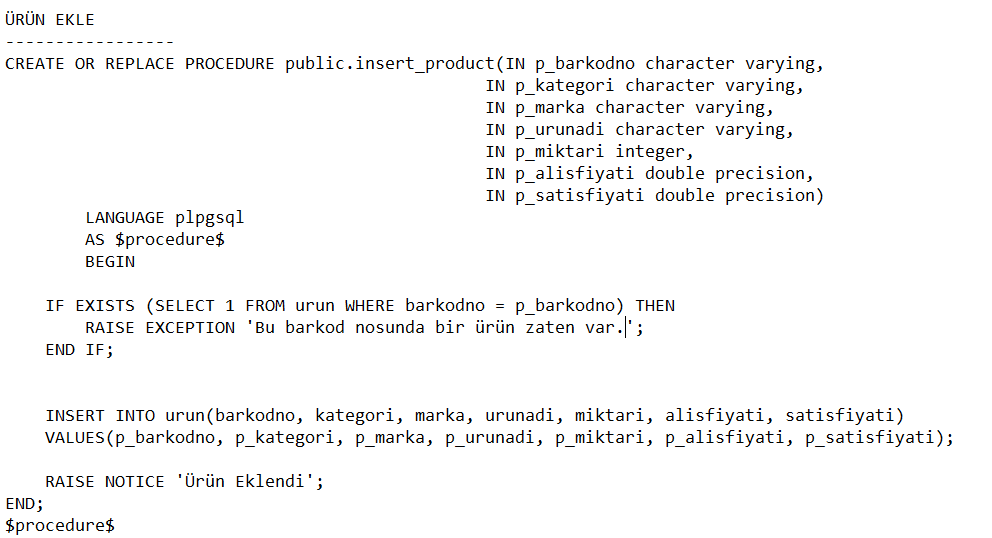 ÜRÜN EKLE
-----------------
CREATE OR REPLACE PROCEDURE public.insert_product(IN p_barkodno character varying,
IN p_kategori character varying,
IN p_marka character varying,
IN p_urunadi character varying,
IN p_miktari integer,
IN p_alisfiyati double precision,
IN p_satisfiyati double precision)
LANGUAGE plpgsql
AS $procedure$
BEGIN
IF EXISTS (SELECT 1 FROM urun WHERE barkodno = p_barkodno) THEN
RAISE EXCEPTION 'Bu barkod nosunda bir ürün zaten var.';
END IF;
INSERT INTO urun(barkodno, kategori, marka, urunadi, miktari, alisfiyati, satisfiyati)
VALUES(p_barkodno, p_kategori, p_marka, p_urunadi, p_miktari, p_alisfiyati, p_satisfiyati);
RAISE NOTICE 'Ürün Eklendi';
END;
$procedure$